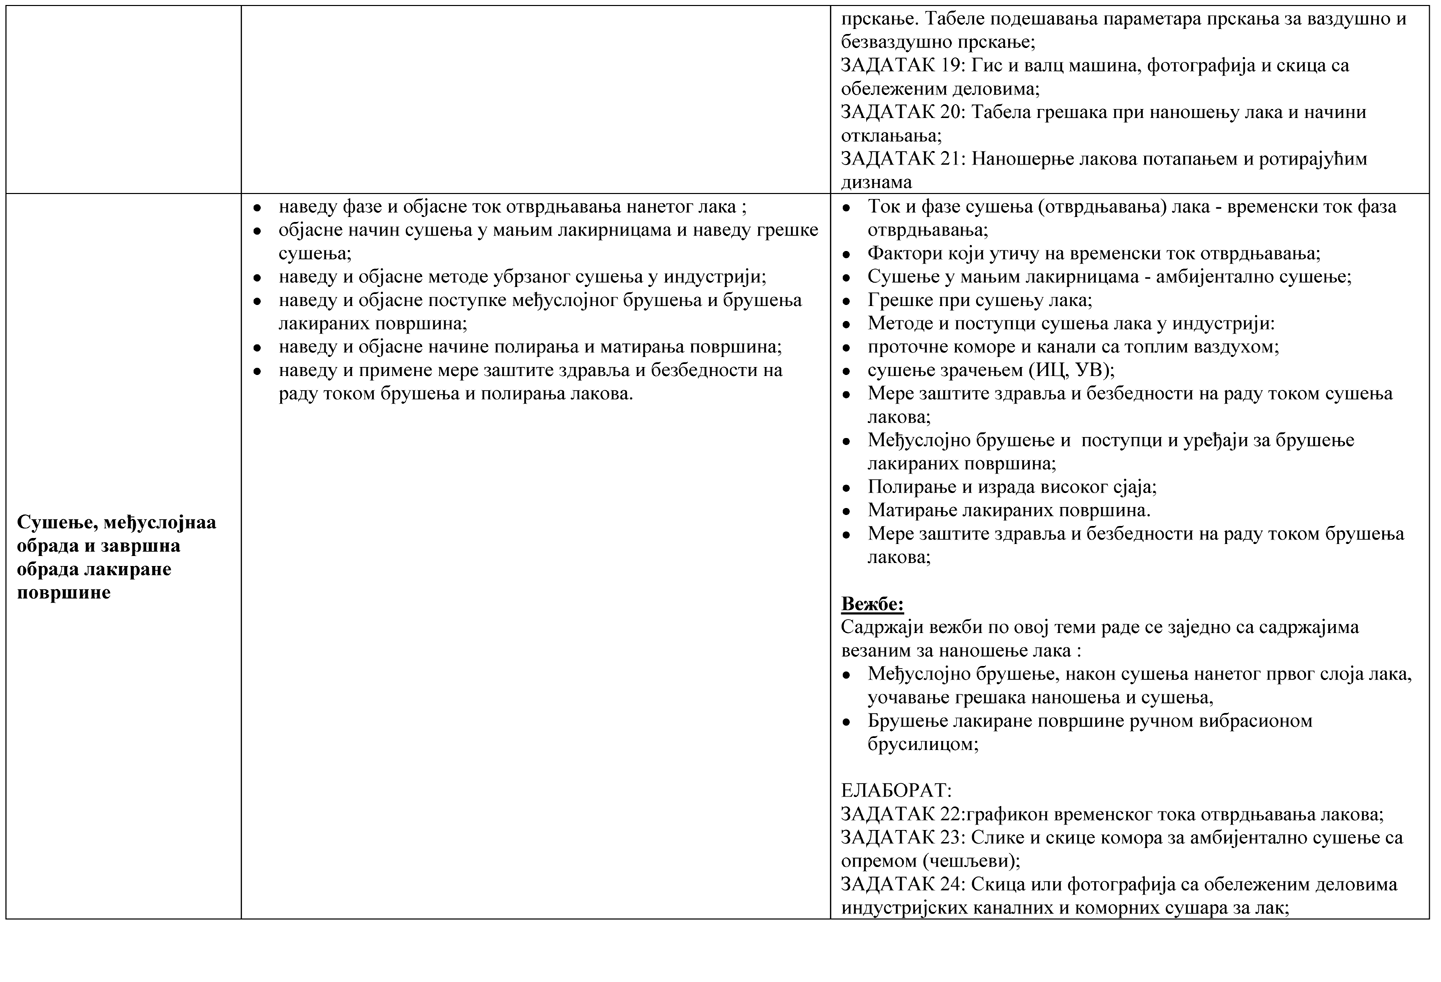 прскање. Табеле подешавања параметара прскања за ваздушно и
безваздушно прскање;
ЗАДАТАК 19: Гис и валц машина, фотографија и скица са
обележеним деловима;
ЗАДАТАК 20: Табела грешака при наношењу лака и начини
отклањања;
ЗАДАТАК 21: Наношерње лакова потапањем и ротирајућим
дизнама
Сушење, међуслојнаа
обрада и завршна
обрада лакиране
површине
• наведу фазе и објасне ток отврдњавања нанетог лака ;
• објасне начин сушења у мањим лакирницама и наведу грешке
сушења;
• наведу и објасне методе убрзаног сушења у индустрији;
• наведу и објасне поступке међуслојног брушења и брушења
лакираних површина;
• наведу и објасне начине полирања и матирања површина;
• наведу и примене мере заштите здравља и безбедности на
раду током брушења и полирања лакова.
• Ток и фазе сушења (отврдњавања) лака - временски ток фаза
отврдњавања;
• Фактори који утичу на временски ток отврдњавања;
• Сушење у мањим лакирницама - амбијентално сушење;
• Грешке при сушењу лака;
• Методе и поступци сушења лака у индустрији:
• проточне коморе и канали са топлим ваздухом;
• сушење зрачењем (ИЦ, УВ);
• Мере заштите здравља и безбедности на раду током сушења
лакова;
• Међуслојно брушење и  поступци и уређаји за брушење
лакираних површина;
• Полирање и израда високог сјаја;
• Матирање лакираних површина.
• Мере заштите здравља и безбедности на раду током брушења
лакова;
Вежбе:
Садржаји вежби по овој теми раде се заједно са садржајима
везаним за наношење лака :
• Међуслојно брушење, након сушења нанетог првог слоја лака,
уочавање грешака наношења и сушења,
• Брушење лакиране површине ручном вибрасионом
брусилицом;
ЕЛАБОРАТ:
ЗАДАТАК 22:графикон временског тока отврдњавања лакова;
ЗАДАТАК 23: Слике и скице комора за амбијентално сушење са
опремом (чешљеви);
ЗАДАТАК 24: Скица или фотографија са обележеним деловима
индустријских каналних и коморних сушара за лак;